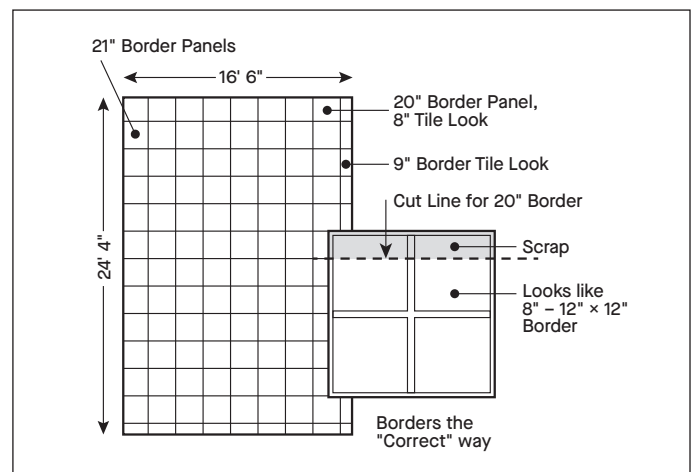 21" Border Panels
16' 6"
20" Border Panel,
8" Tile Look
9" Border Tile Look
Cut Line for 20" Border
24' 4"
Scrap
Looks like
8" – 12" × 12"
Border
Borders the
"Correct" way